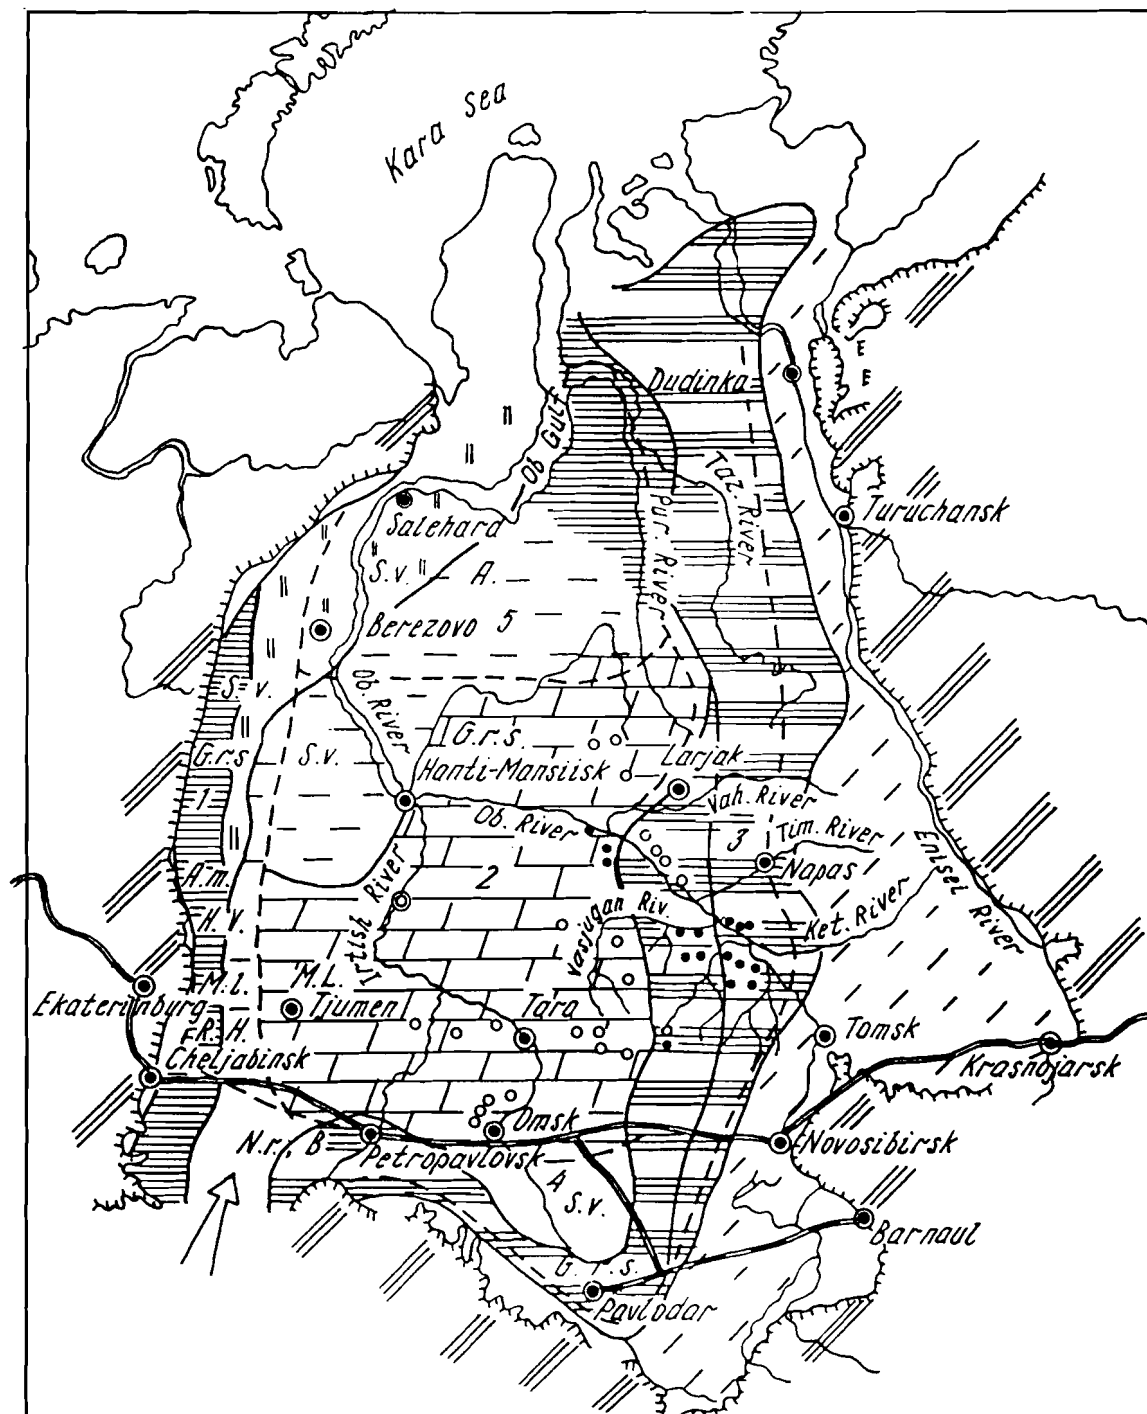 Kara Sea
Ob Gulf
Dudinka
Taz. River
Pur. River
Turuchansk
Salehard
S.v.
A.
Berezovo 5
S. v.
Ob. River
G.r.s.
S.v.
G.r.s.
Hanti-Mansiisk
Larjak
1
Ob. River
Vah. River
3
Tim. River
Napas
Enisei River
A.m.
2
H. V.
Irtish River
Vasjugan Riv.
Ket. River
M.l.
M.L.
Ekaterinburg
Tjumen
Tara
Tomsk
R. H.
Cheljabinsk
Krasnojarsk
Omsk
N.r., B
Petropavlovsk
Novosibirsk
A
S.v.
Barnaul
Pavlodar